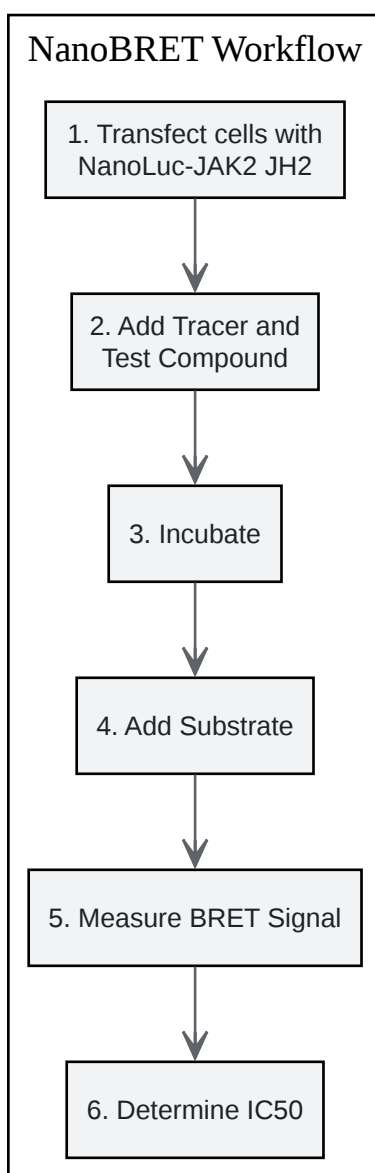 NanoBRET Workflow
1. Transfect cells with
NanoLuc-JAK2 JH2
2. Add Tracer and
Test Compound
3. Incubate
4. Add Substrate
5. Measure BRET Signal
6. Determine IC50